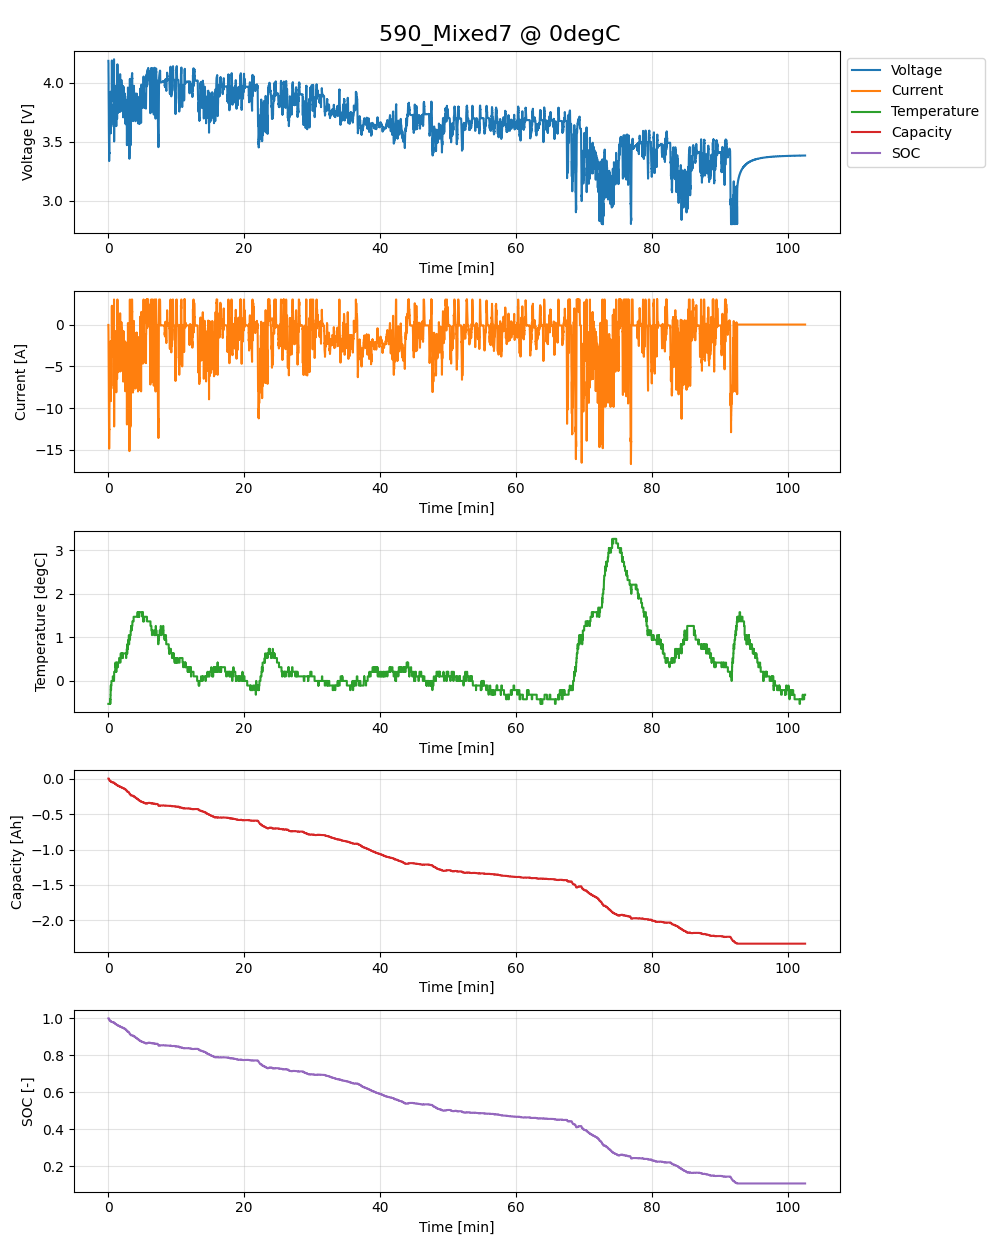 590_Mixed7 @ 0degC
Voltage
Current
Temperature
Capacity
SOC
Voltage [V]
4.0
3.5
3.0
0 20 40 60 80 100
Time [min]
Current [A]
0
−5
−10
−15
0 20 40 60 80 100
Time [min]
Temperature [degC]
3
2
1
0
0 20 40 60 80 100
Time [min]
Capacity [Ah]
0.0
−0.5
−1.0
−1.5
−2.0
0 20 40 60 80 100
Time [min]
SOC [-]
1.0
0.8
0.6
0.4
0.2
0 20 40 60 80 100
Time [min]